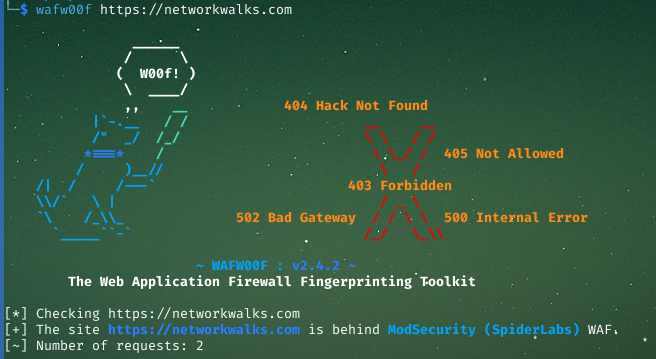 └─$ wafw00f https://networkwalks.com
W00f!
404 Hack Not Found
405 Not Allowed
403 Forbidden
502 Bad Gateway
500 Internal Error
~ WAFW00F : v2.4.2 ~
The Web Application Firewall Fingerprinting Toolkit
[*] Checking https://networkwalks.com
[+] The site https://networkwalks.com is behind ModSecurity (SpiderLabs) WAF.
[~] Number of requests: 2